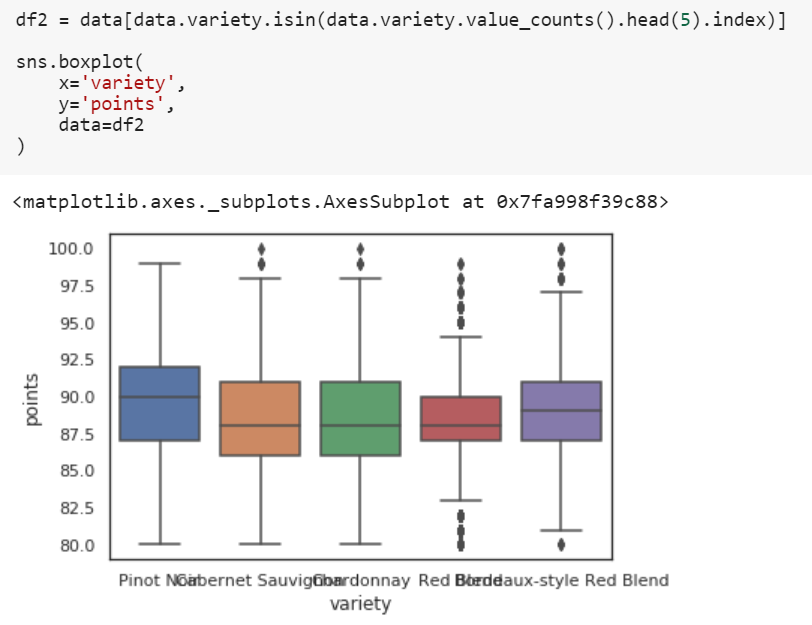 df2 = data[data.variety.isin(data.variety.value_counts().head(5).index)]
sns.boxplot(
    x='variety',
    y='points',
    data=df2
)
<matplotlib.axes._subplots.AxesSubplot at 0x7fa998f39c88>
100.0
97.5
95.0
92.5
90.0
87.5
85.0
82.5
80.0
points
Pinot Noir Cabernet Sauvignon Chardonnay Red Blend Bordeaux-style Red Blend
variety